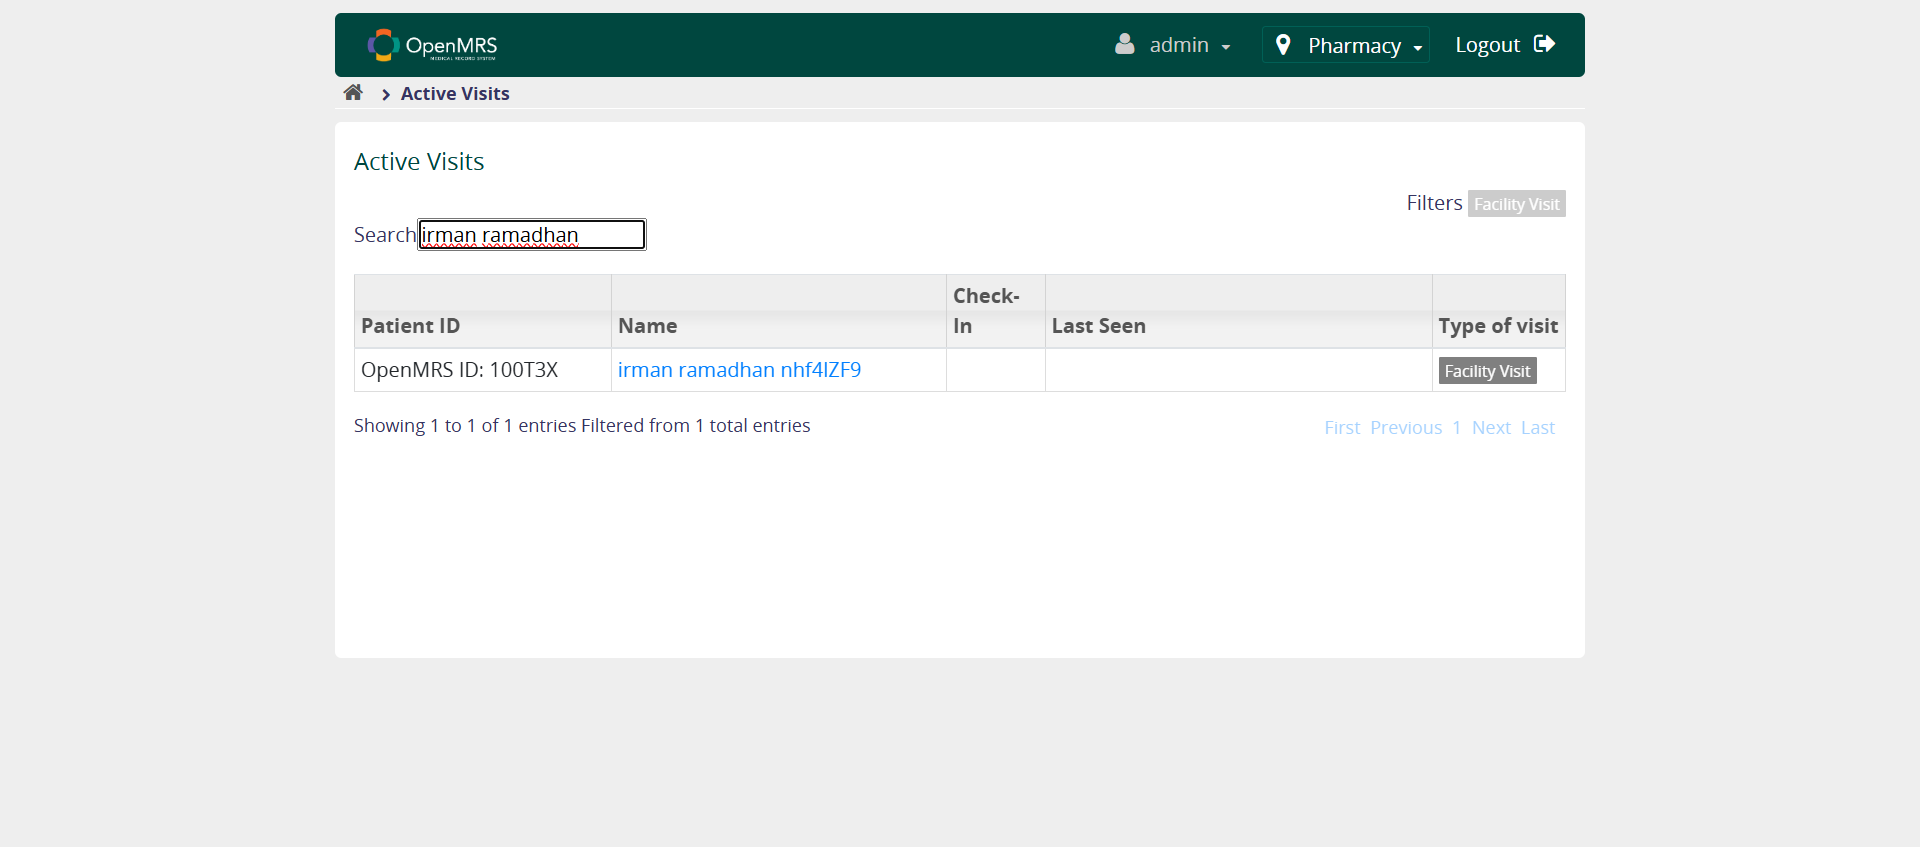 OpenMRS
MEDICAL RECORD SYSTEM
admin
Pharmacy
Logout
Active Visits
Active Visits
Filters Facility Visit
Search irman ramadhan
Patient ID Name Check-In Last Seen Type of visit
OpenMRS ID: 100T3X irman ramadhan nhf4lZF9 Facility Visit
Showing 1 to 1 of 1 entries Filtered from 1 total entries
First Previous 1 Next Last